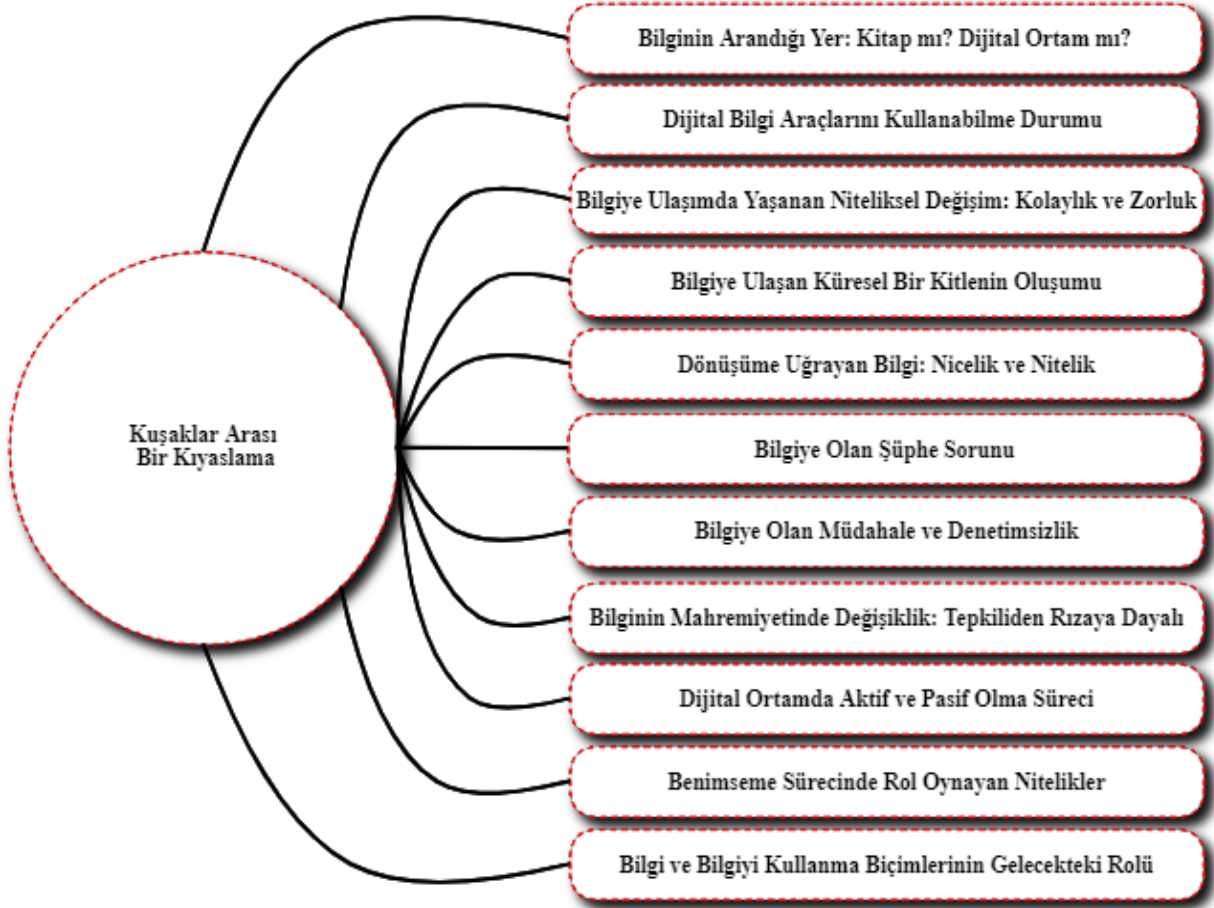 Kuşaklar Arası
Bir Kıyaslama
Bilginin Arandığı Yer: Kitap mı? Dijital Ortam mı?
Dijital Bilgi Araçlarını Kullanabilme Durumu
Bilgiye Ulaşımda Yaşanan Niteliksel Değişim: Kolaylık ve Zorluk
Bilgiye Ulaşan Küresel Bir Kitlenin Oluşumu
Dönüşüme Uğrayan Bilgi: Nicelik ve Nitelik
Bilgiye Olan Şüphe Sorunu
Bilgiye Olan Müdahale ve Denetimsizlik
Bilginin Mahremiyetinde Değişiklik: Tepkiliden Rızaya Dayalı
Dijital Ortamda Aktif ve Pasif Olma Süreci
Benimseme Sürecinde Rol Oynayan Nitelikler
Bilgi ve Bilgiyi Kullanma Biçimlerinin Gelecekteki Rolü